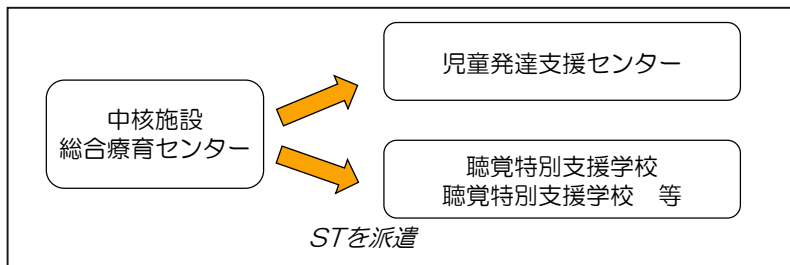 中核施設
総合療育センター
児童発達支援センター
聴覚特別支援学校
聴覚特別支援学校　等
STを派遣